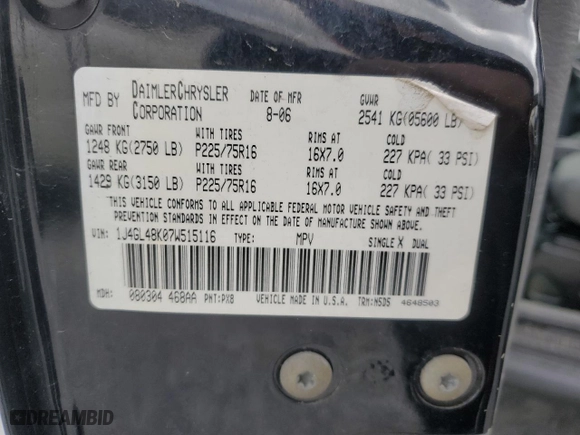 MFD BY DAIMLERCHRYSLER CORPORATION DATE OF MFR 8-06 GVWR 2541 KG(05600 LB)
GAWR FRONT WITH TIRES RIMS AT COLD
1248 KG(2750 LB) P225/75R16 16X7.0 227 KPA( 33 PSI)
GAWR REAR WITH TIRES RIMS AT COLD
1429 KG(3150 LB) P225/75R16 16X7.0 227 KPA( 33 PSI)
THIS VEHICLE CONFORMS TO ALL APPLICABLE FEDERAL MOTOR VEHICLE SAFETY AND THEFT
PREVENTION STANDARDS IN EFFECT ON THE DATE OF MANUFACTURE SHOWN ABOVE.
VIN: 1J4GL48K07W515116 TYPE: MPV SINGLE X DUAL
MDH: 080304 468AA PNT:PX8 VEHICLE MADE IN U.S.A. TRM:N5DS 4648503
DREAMBID